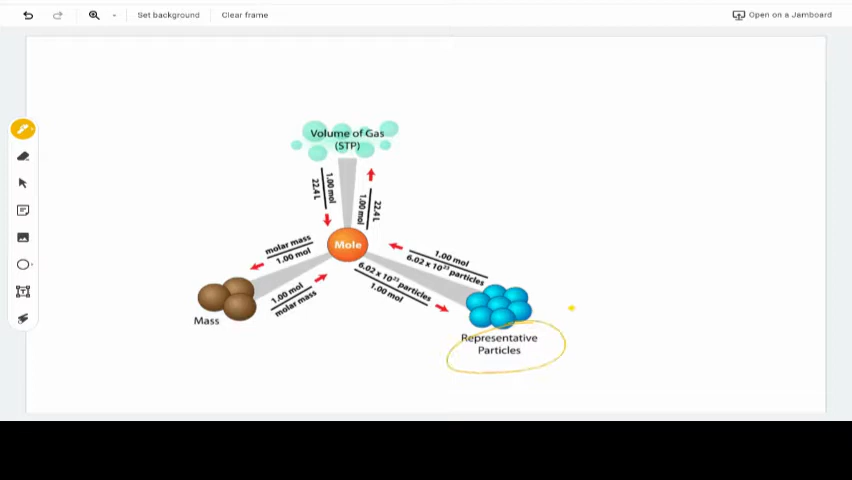 Set background
Clear frame
Open on a Jamboard
Volume of Gas
(STP)
1.00 mol
22.4 L
22.4 L
1.00 mol
Mole
molar mass
1.00 mol
1.00 mol
molar mass
1.00 mol
6.02 x 10²³ particles
6.02 x 10²³ particles
1.00 mol
Mass
Representative
Particles